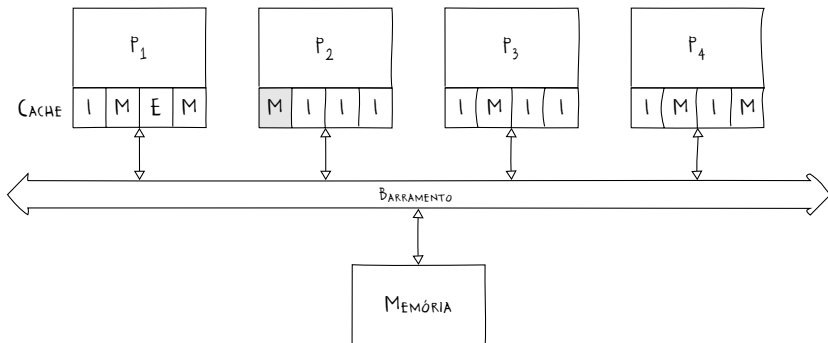 P1 P2 P3 P4
CACHE I M E M M I I I I M I I I M I M
BARRAMENTO
MEMÓRIA